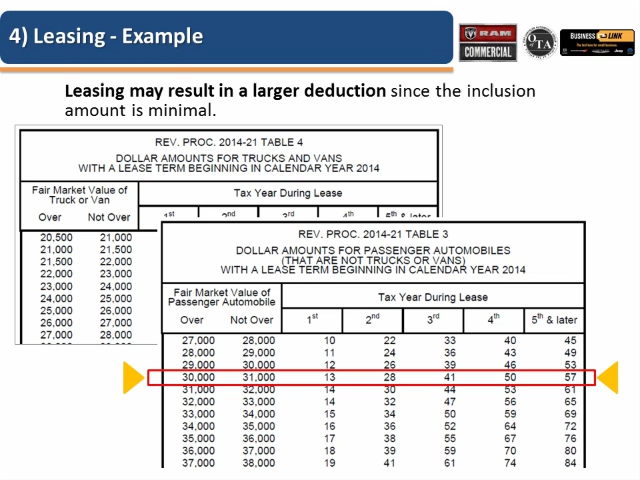 4) Leasing - Example
RAM
COMMERCIAL
OTA
BUSINESS LINK
Leasing may result in a larger deduction since the inclusion
amount is minimal.
REV. PROC. 2014-21 TABLE 4
DOLLAR AMOUNTS FOR TRUCKS AND VANS
WITH A LEASE TERM BEGINNING IN CALENDAR YEAR 2014
Fair Market Value of
Truck or Van
Tax Year During Lease
Over Not Over 1st 2nd 3rd 4th 5th & later
20,500 21,000
21,000 21,500
21,500 22,000
22,000 23,000
23,000 24,000
24,000 25,000
25,000 26,000
26,000 27,000
27,000 28,000
REV. PROC. 2014-21 TABLE 3
DOLLAR AMOUNTS FOR PASSENGER AUTOMOBILES
(THAT ARE NOT TRUCKS OR VANS)
WITH A LEASE TERM BEGINNING IN CALENDAR YEAR 2014
Fair Market Value of
Passenger Automobile
Tax Year During Lease
Over Not Over 1st 2nd 3rd 4th 5th & later
27,000 28,000 10 22 33 40 45
28,000 29,000 11 24 36 43 49
29,000 30,000 12 26 39 46 53
30,000 31,000 13 28 41 50 57
31,000 32,000 14 30 44 53 61
32,000 33,000 14 32 47 56 65
33,000 34,000 15 34 50 59 69
34,000 35,000 16 36 52 64 72
35,000 36,000 17 38 55 67 76
36,000 37,000 18 39 59 70 80
37,000 38,000 19 41 61 74 84